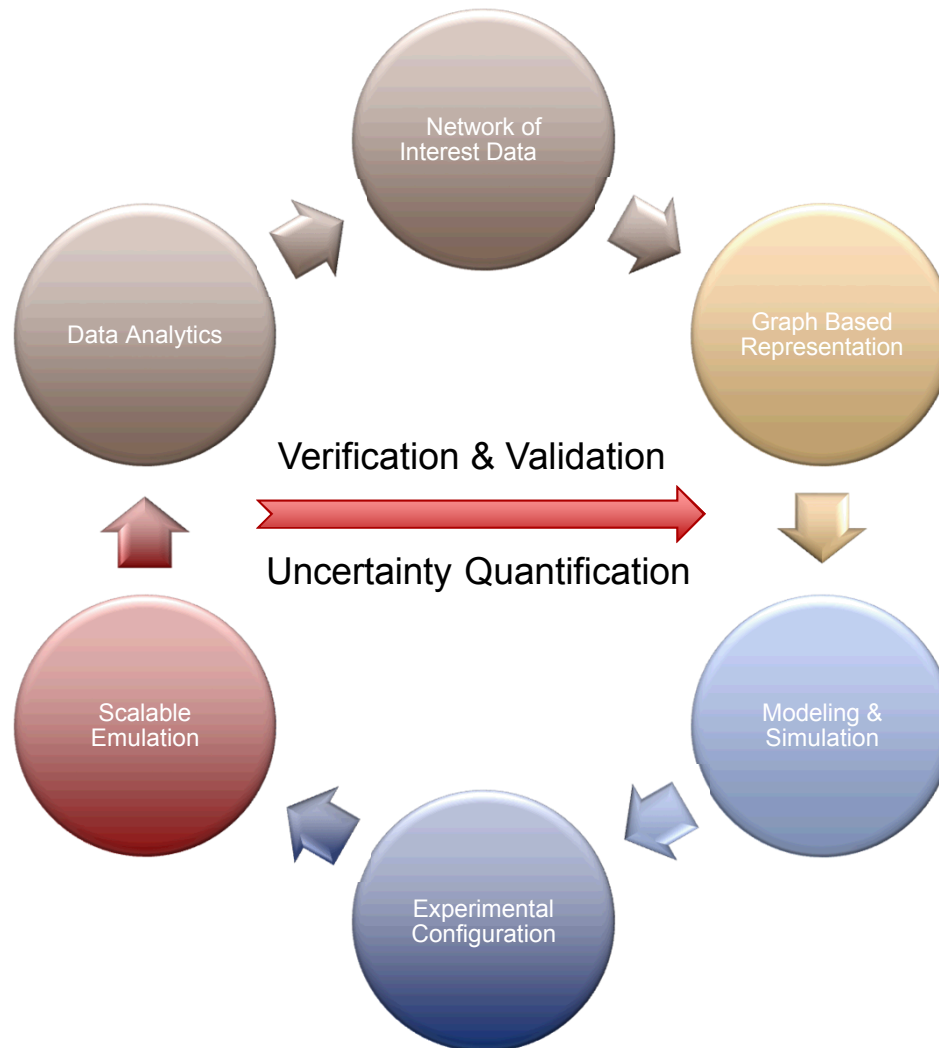 Network of
Interest Data
Data Analytics
Graph Based
Representation
Verification & Validation
Uncertainty Quantification
Scalable
Emulation
Modeling &
Simulation
Experimental
Configuration